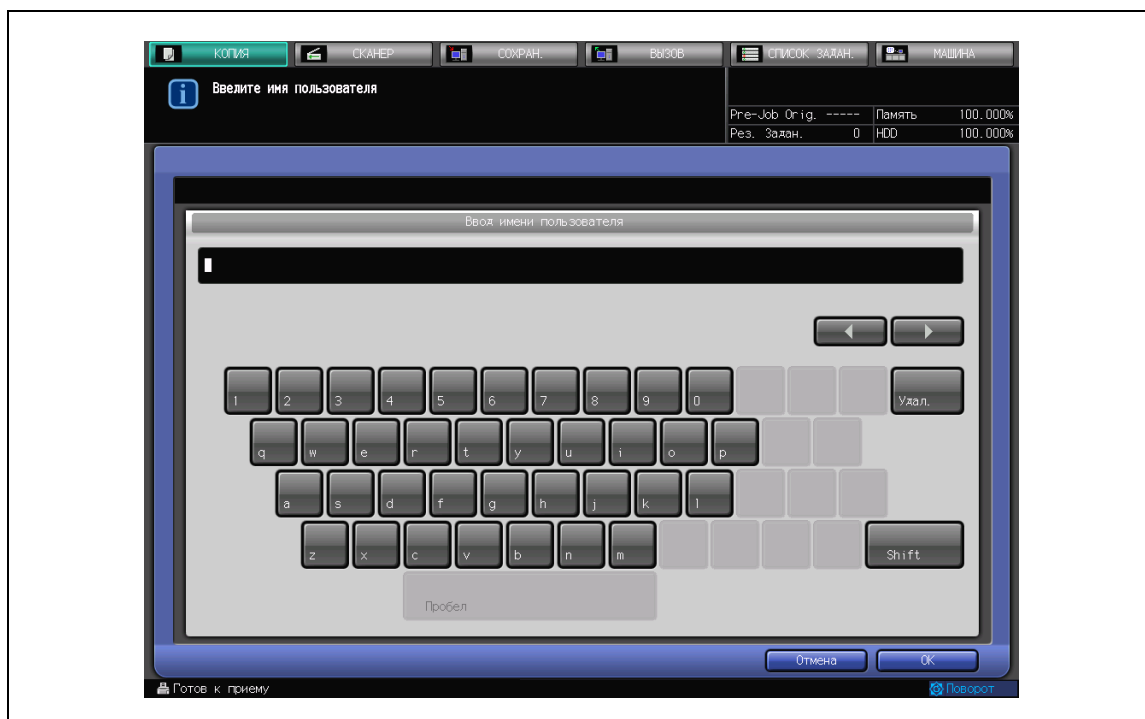 КОПИЯ СКАНЕР СОХРАН. ВЫЗОВ СПИСОК ЗАДАН. МАШИНА
Введите имя пользователя
Pre-Job Orig. ----- Память 100.000%
Рез. Задан. 0 HDD 100.000%
Ввод имени пользователя
1 2 3 4 5 6 7 8 9 0 Удал.
q w e r t y u i o p
a s d f g h j k l
z x c v b n m Shift
Пробел
Отмена OK
Готов к приему Поворот